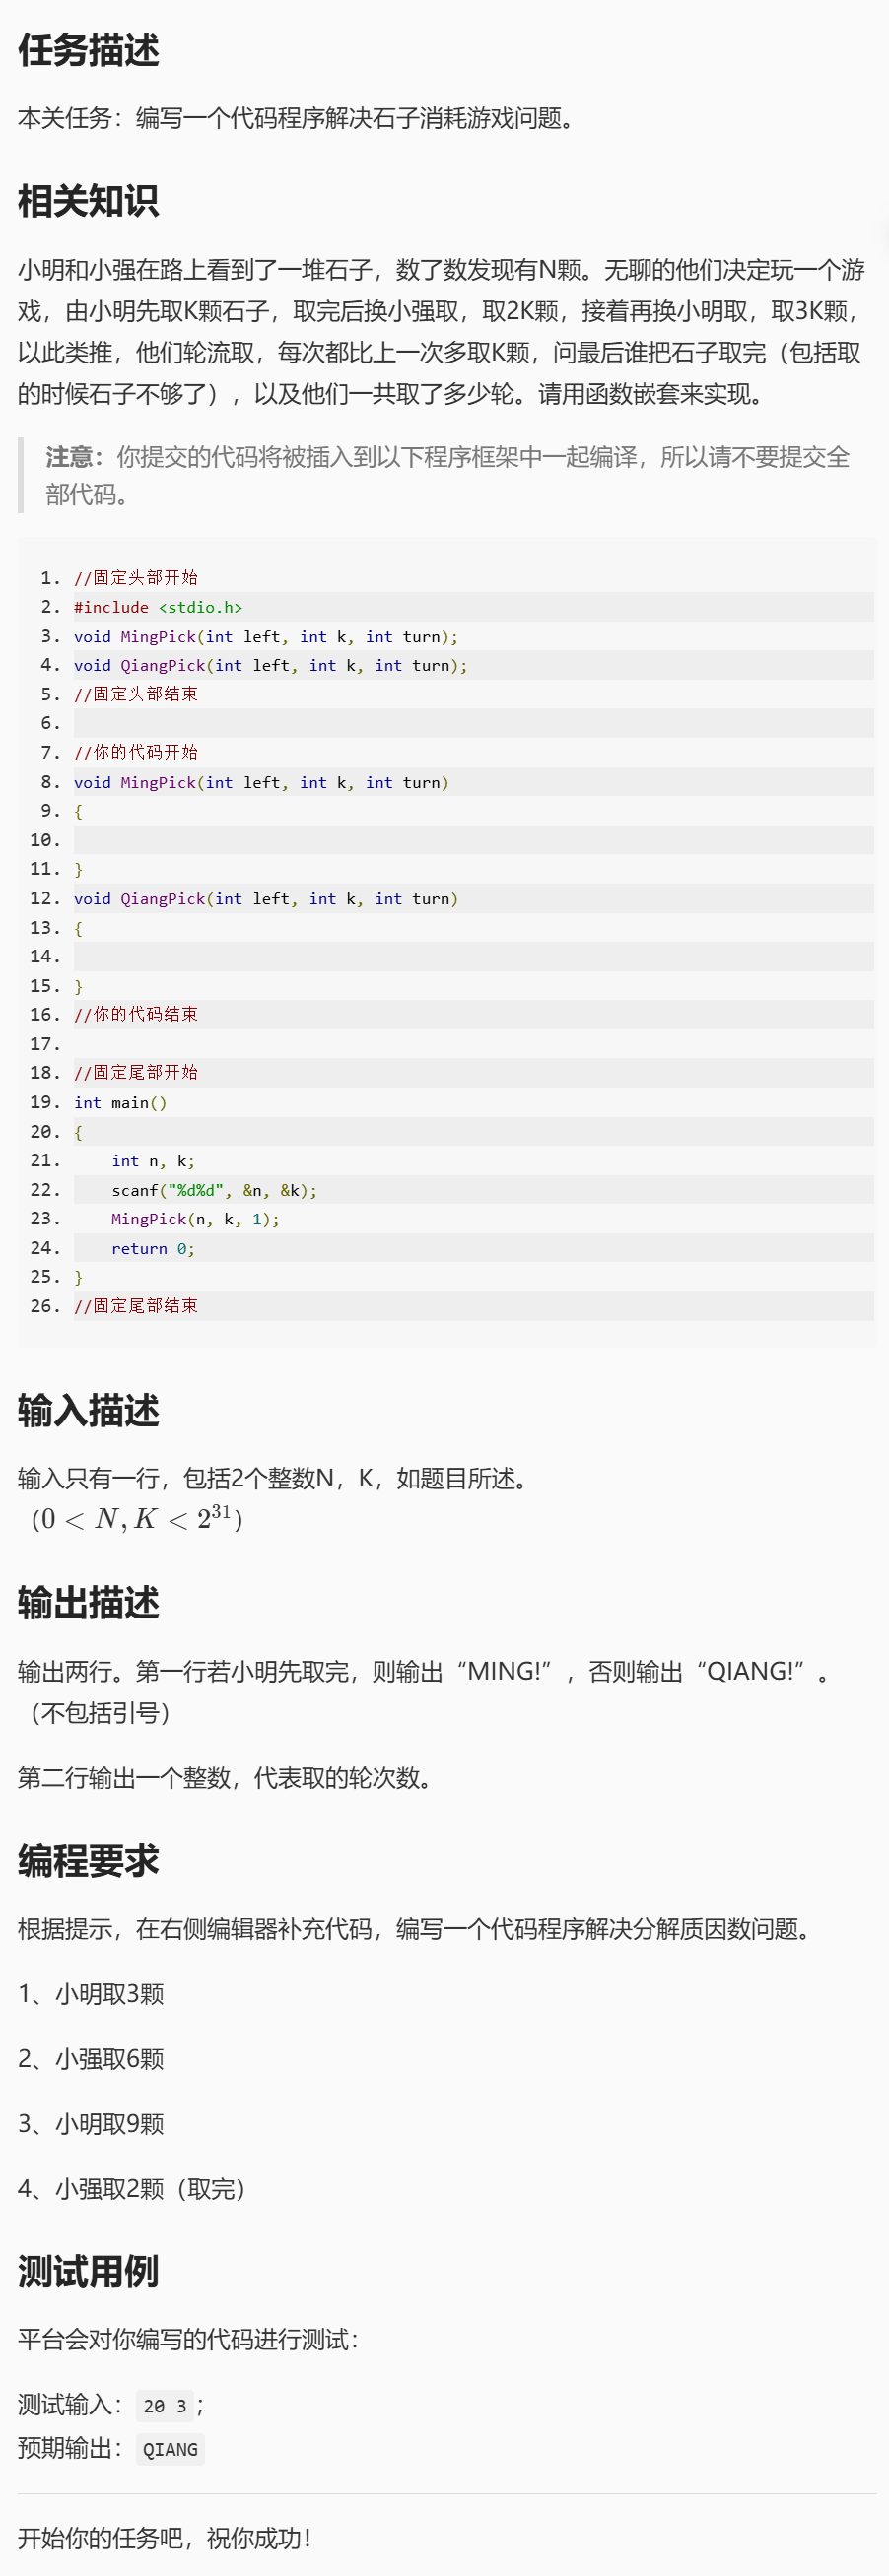 任务描述
本关任务：编写一个代码程序解决石子消耗游戏问题。
相关知识
小明和小强在路上看到了一堆石子，数了数发现有N颗。无聊的他们决定玩一个游
戏，由小明先取K颗石子，取完后换小强取，取2K颗，接着再换小明取，取3K颗，
以此类推，他们轮流取，每次都比上一次多取K颗，问最后谁把石子取完（包括取
的时候石子不够了），以及他们一共取了多少轮。请用函数嵌套来实现。
注意：你提交的代码将被插入到以下程序框架中一起编译，所以请不要提交全
部代码。
1. //固定头部开始
2. #include <stdio.h>
3. void MingPick(int left, int k, int turn);
4. void QiangPick(int left, int k, int turn);
5. //固定头部结束
6.
7. //你的代码开始
8. void MingPick(int left, int k, int turn)
9. {
10.
11. }
12. void QiangPick(int left, int k, int turn)
13. {
14.
15. }
16. //你的代码结束
17.
18. //固定尾部开始
19. int main()
20. {
21.     int n, k;
22.     scanf("%d%d", &n, &k);
23.     MingPick(n, k, 1);
24.     return 0;
25. }
26. //固定尾部结束
输入描述
输入只有一行，包括2个整数N，K，如题目所述。
（0 < N, K < 2^31）
输出描述
输出两行。第一行若小明先取完，则输出“MING!”，否则输出“QIANG!”。
（不包括引号）
第二行输出一个整数，代表取的轮次数。
编程要求
根据提示，在右侧编辑器补充代码，编写一个代码程序解决分解质因数问题。
1、小明取3颗
2、小强取6颗
3、小明取9颗
4、小强取2颗（取完）
测试用例
平台会对你编写的代码进行测试：
测试输入：20 3；
预期输出：QIANG
开始你的任务吧，祝你成功！